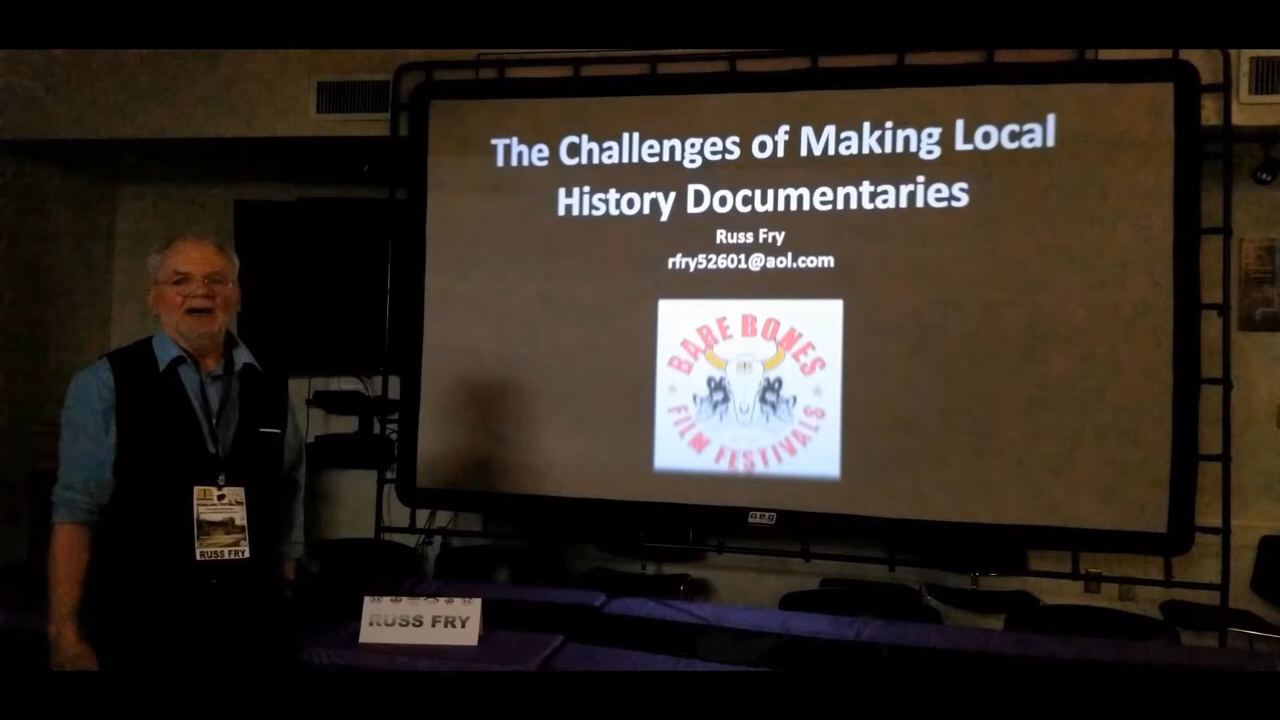 The Challenges of Making Local
History Documentaries
Russ Fry
rfry52601@aol.com
BARE BONES
FILM FESTIVALS
RUSS FRY
RUSS FRY